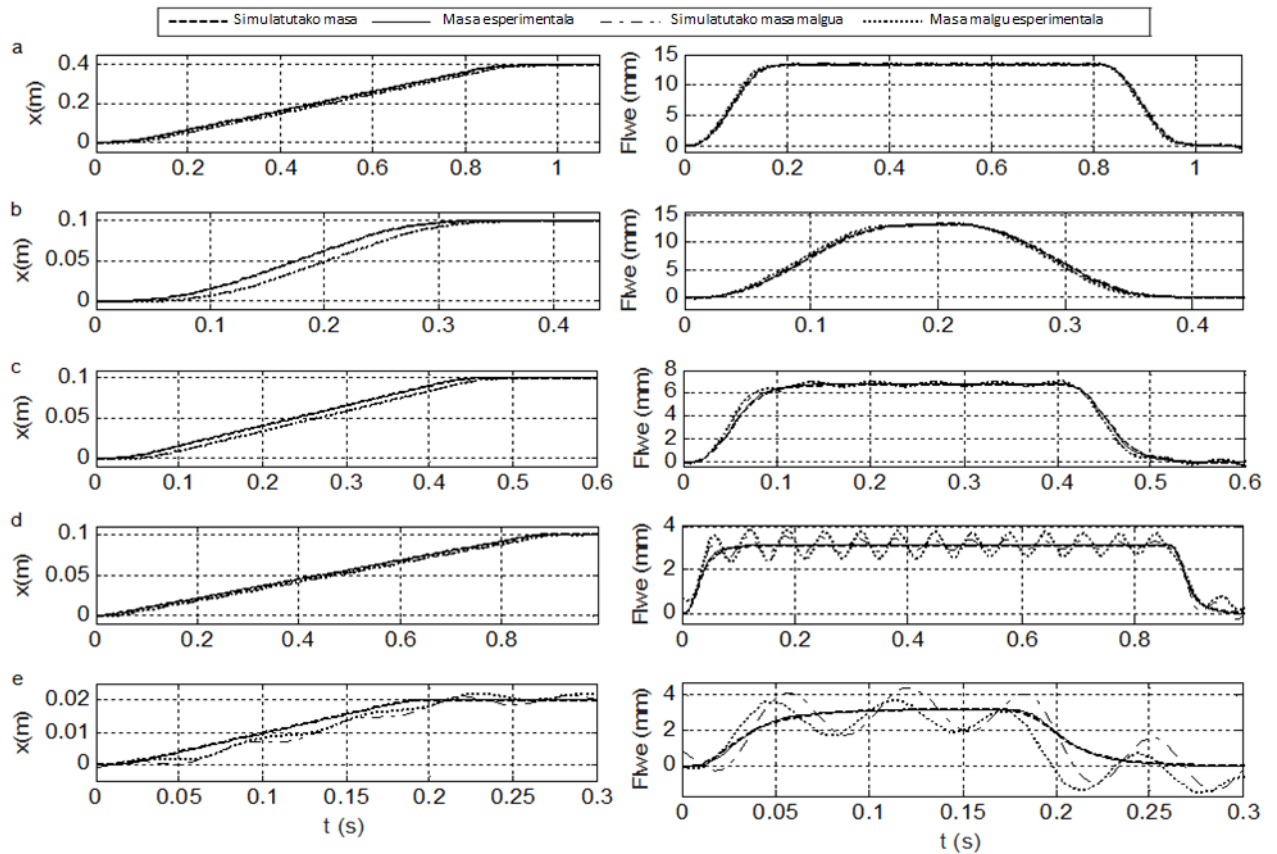 Simulatutako masa Masa esperimentala Simulatutako masa malgua Masa malgu esperimentala
a
x(m)
0.4
0.2
0
0 0.2 0.4 0.6 0.8 1
Flwe (mm)
15
10
5
0
0 0.2 0.4 0.6 0.8 1
b
x(m)
0.1
0.05
0
0 0.1 0.2 0.3 0.4
Flwe (mm)
15
10
5
0
0 0.1 0.2 0.3 0.4
c
x(m)
0.1
0.05
0
0 0.1 0.2 0.3 0.4 0.5 0.6
Flwe (mm)
8
6
4
2
0
0 0.1 0.2 0.3 0.4 0.5 0.6
d
x(m)
0.1
0.05
0
0 0.2 0.4 0.6 0.8
Flwe (mm)
4
2
0
0 0.2 0.4 0.6 0.8
e
x(m)
0.02
0.01
0
0 0.05 0.1 0.15 0.2 0.25 0.3
t (s)
Flwe (mm)
4
2
0
0 0.05 0.1 0.15 0.2 0.25 0.3
t (s)